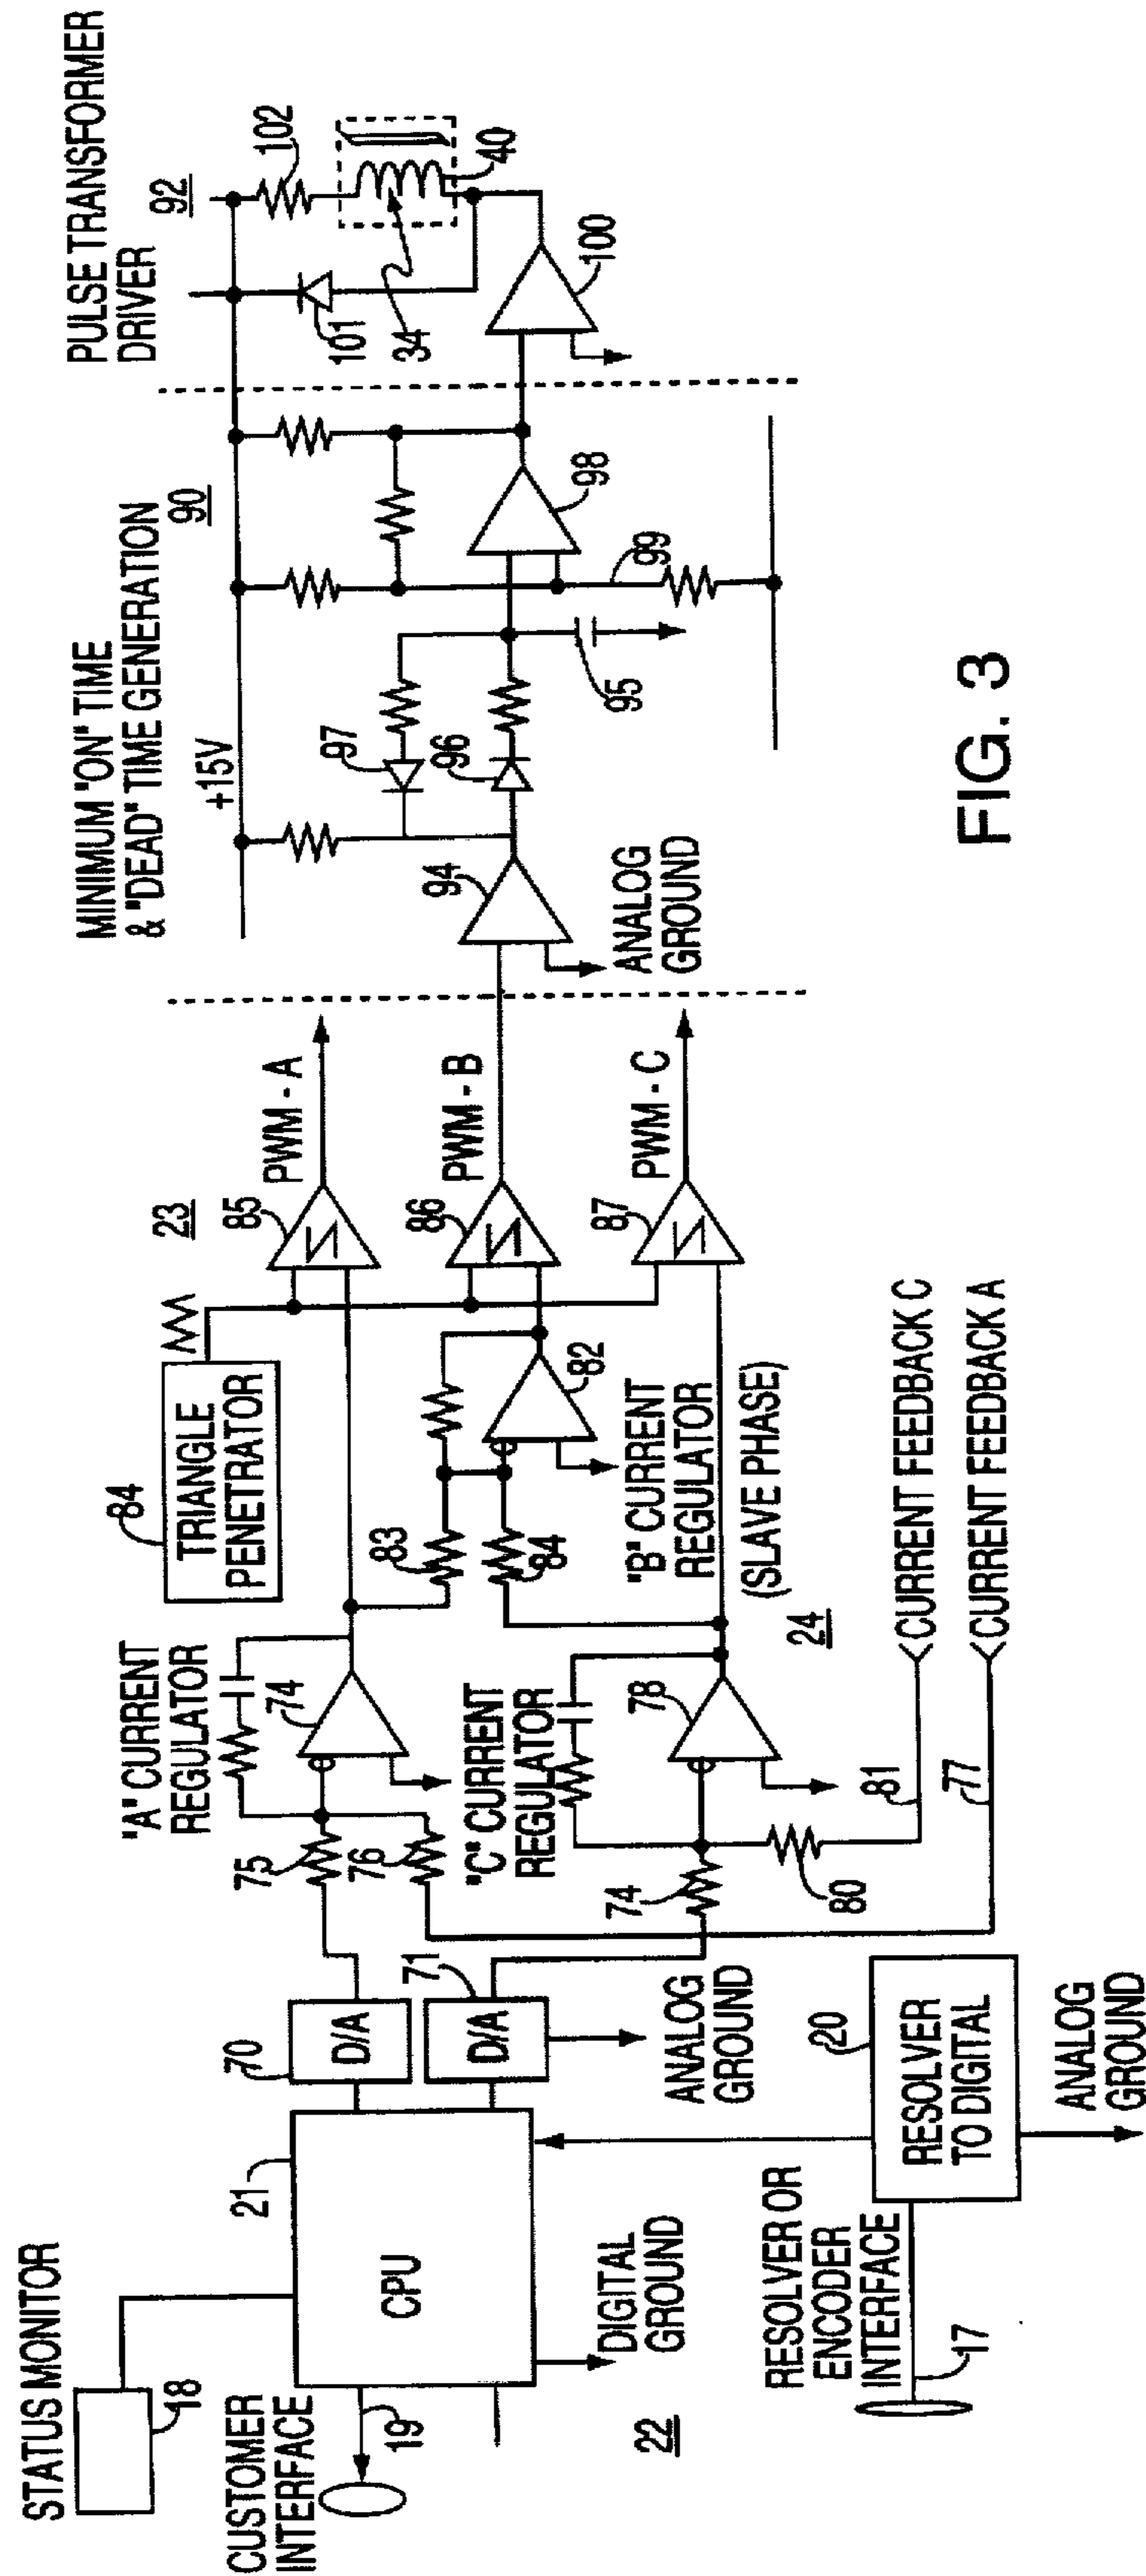 STATUS MONITOR
18
CUSTOMER
INTERFACE
19
21
CPU
22
DIGITAL
GROUND
RESOLVER OR
ENCODER
INTERFACE
17
20
RESOLVER
TO DIGITAL
ANALOG
GROUND
70
D/A
71
D/A
ANALOG
GROUND
"A" CURRENT
REGULATOR
75
76
74
"C" CURRENT
REGULATOR
74
78
80
81
77
24
CURRENT FEEDBACK C
CURRENT FEEDBACK A
84
TRIANGLE
PENETRATOR
83
84
82
"B" CURRENT
REGULATOR
(SLAVE PHASE)
23
85
PWM - A
86
PWM - B
87
PWM - C
MINIMUM "ON" TIME
& "DEAD" TIME GENERATION
90
+15V
94
ANALOG
GROUND
97
96
95
98
99
PULSE TRANSFORMER
DRIVER
92
101
102
34
40
100
FIG. 3